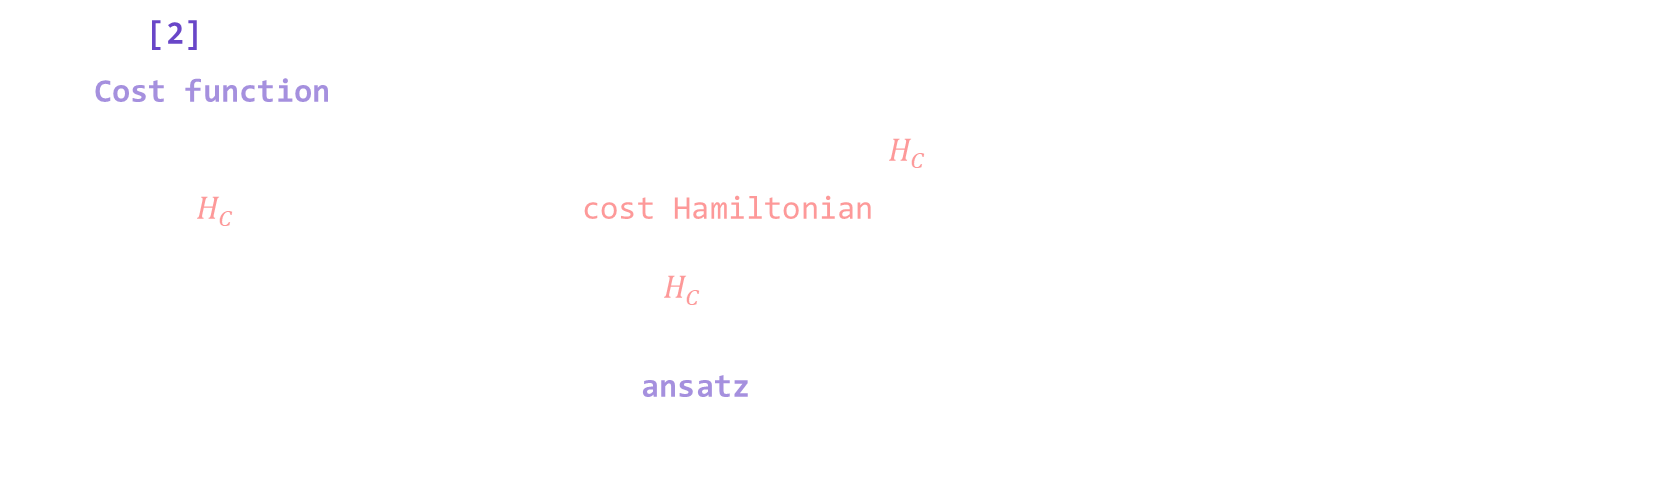 [2]
Cost function
H_C
H_C cost Hamiltonian
H_C
ansatz